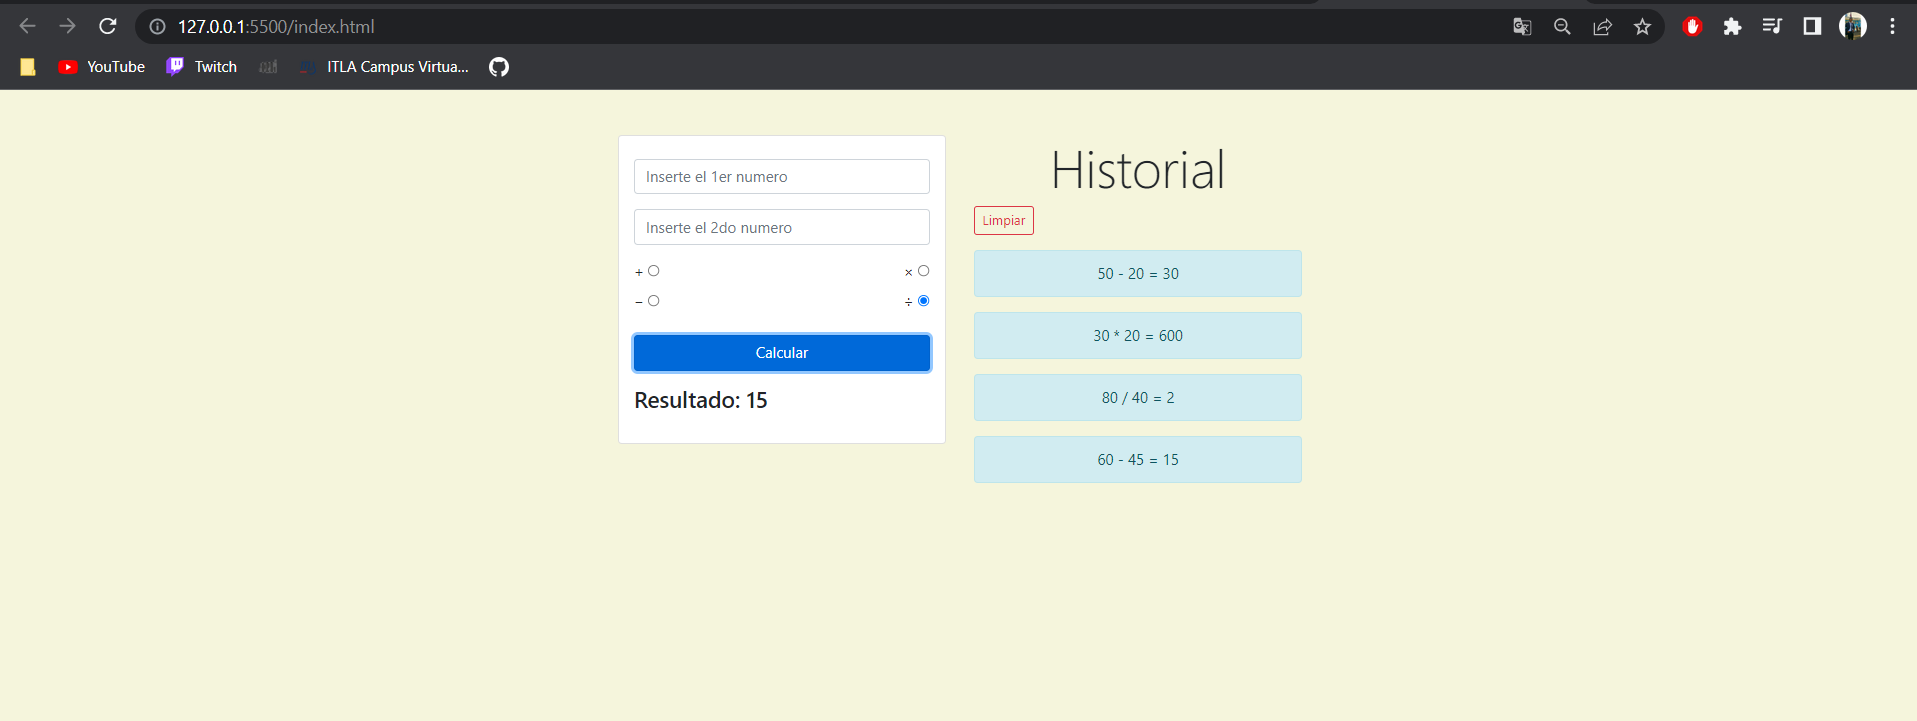 127.0.0.1:5500/index.html
YouTube
Twitch
ITLA Campus Virtua...
Inserte el 1er numero
Inserte el 2do numero
+
×
−
÷
Calcular
Resultado: 15
Historial
Limpiar
50 - 20 = 30
30 * 20 = 600
80 / 40 = 2
60 - 45 = 15